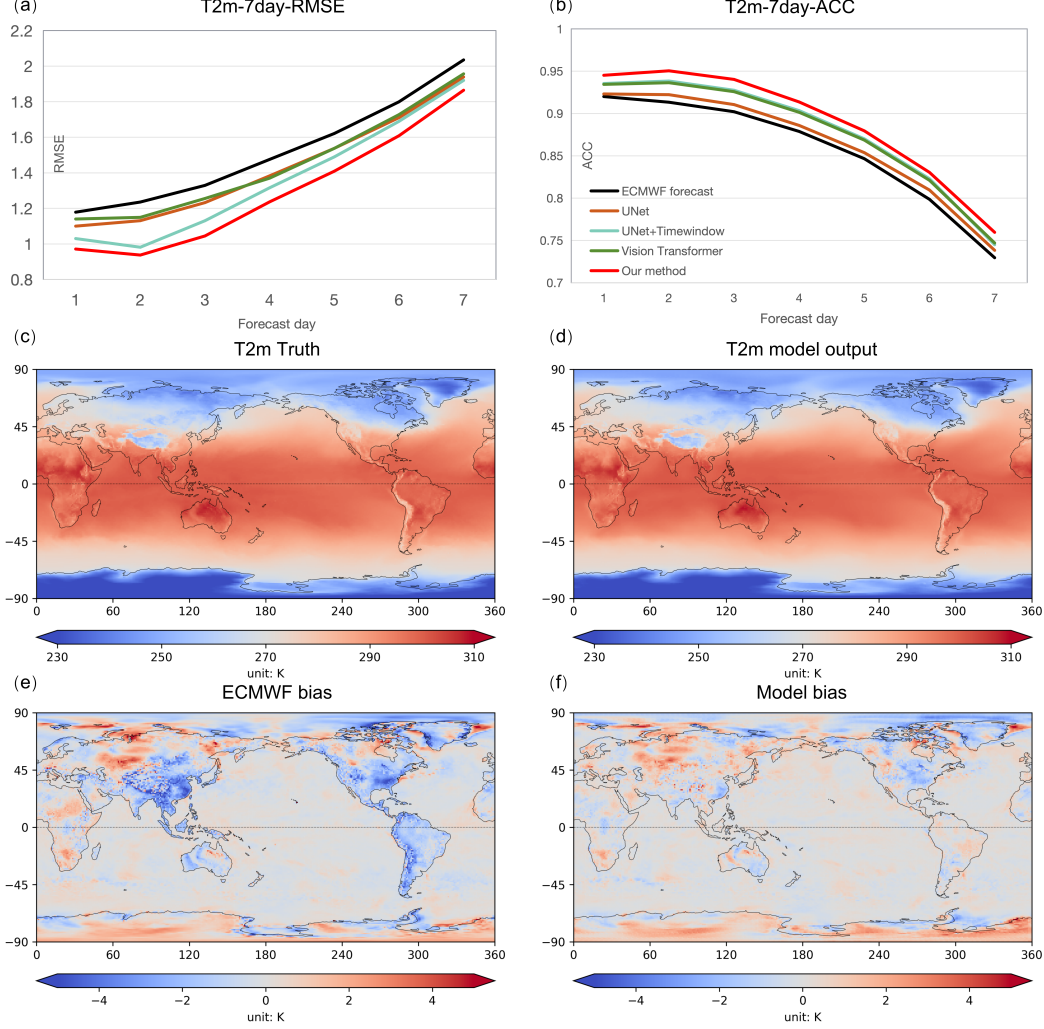 (a)
T2m-7day-RMSE
2.2
2
1.8
1.6
1.4
1.2
1
0.8
RMSE
1 2 3 4 5 6 7
Forecast day
(b)
T2m-7day-ACC
1
0.95
0.9
0.85
0.8
0.75
0.7
ACC
ECMWF forecast
UNet
UNet+Timewindow
Vision Transformer
Our method
1 2 3 4 5 6 7
Forecast day
(c)
T2m Truth
90
45
0
−45
−90
0 60 120 180 240 300 360
230 250 270 290 310
unit: K
(d)
T2m model output
90
45
0
−45
−90
0 60 120 180 240 300 360
230 250 270 290 310
unit: K
(e)
ECMWF bias
90
45
0
−45
−90
0 60 120 180 240 300 360
−4 −2 0 2 4
unit: K
(f)
Model bias
90
45
0
−45
−90
0 60 120 180 240 300 360
−4 −2 0 2 4
unit: K